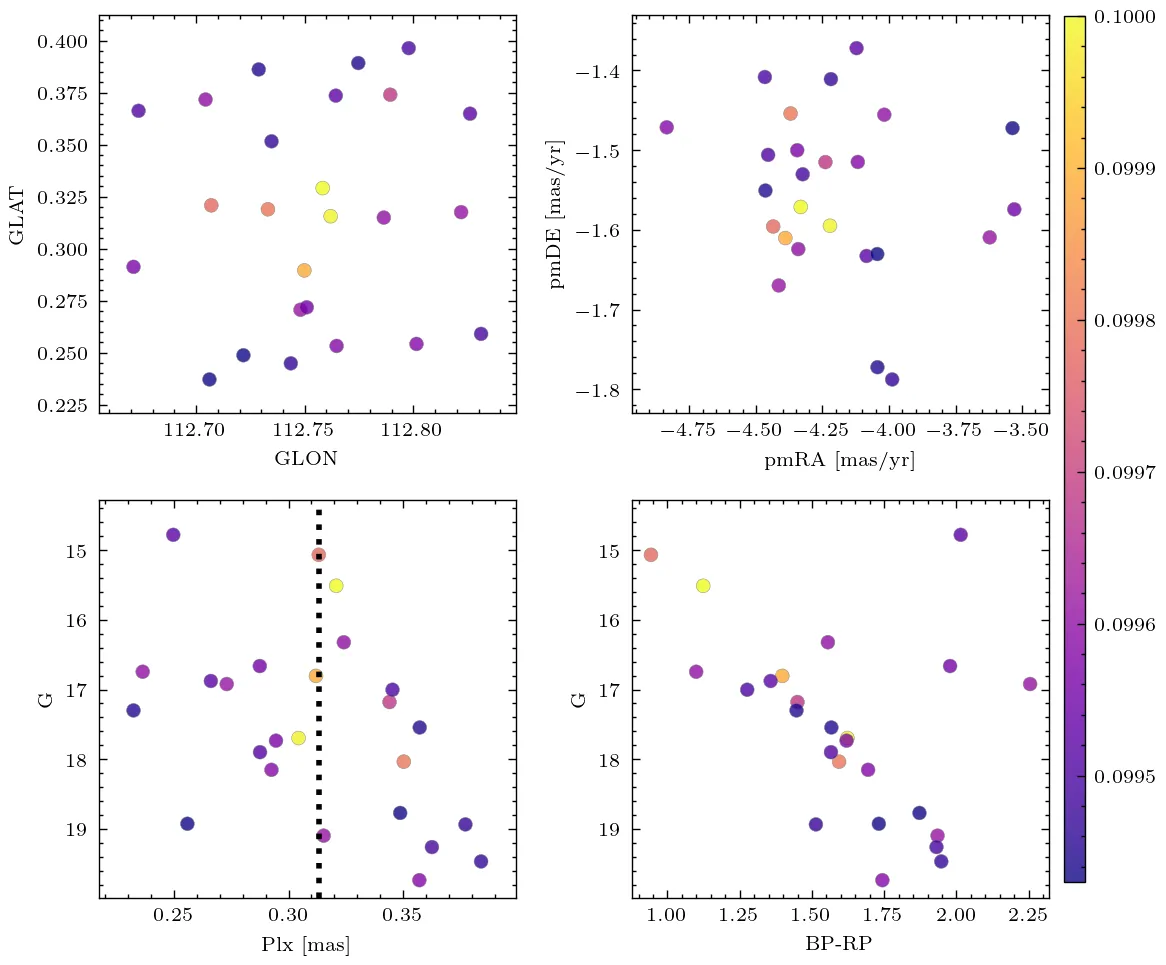 0.400
0.375
0.350
0.325
0.300
0.275
0.250
0.225
GLAT
112.70 112.75 112.80
GLON
−1.4
−1.5
−1.6
−1.7
−1.8
pmDE [mas/yr]
−4.75 −4.50 −4.25 −4.00 −3.75 −3.50
pmRA [mas/yr]
0.1000
0.0999
0.0998
0.0997
0.0996
0.0995
15
16
17
18
19
G
0.25 0.30 0.35
Plx [mas]
15
16
17
18
19
G
1.00 1.25 1.50 1.75 2.00 2.25
BP-RP